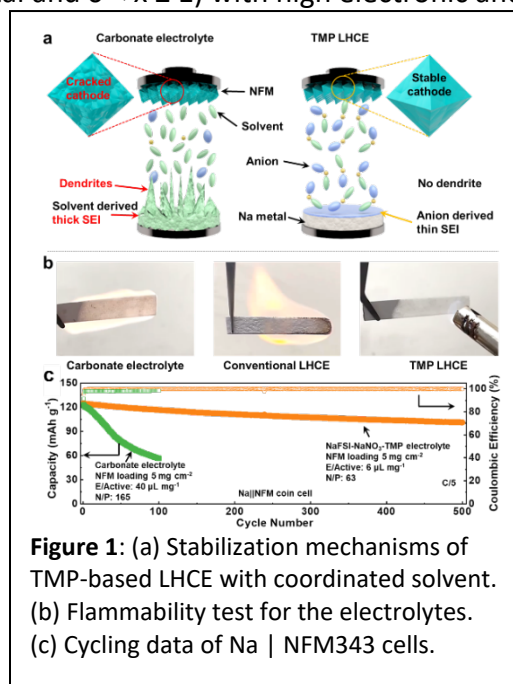 al and 0 < x ≤ 2) with high electronic and
a
Carbonate electrolyte
TMP LHCE
Cracked
cathode
NFM
Stable
cathode
Solvent
Anion
Dendrites
No dendrite
Solvent derived
thick SEI
Na metal
Anion derived
thin SEI
b
Carbonate electrolyte
Conventional LHCE
TMP LHCE
c
Capacity (mAh g⁻¹)
150
120
90
60
30
0
Carbonate electrolyte
NFM loading 5 mg cm⁻²
E/Active: 40 μL mg⁻¹
N/P: 165
NaFSI-NaNO₃-TMP electrolyte
NFM loading 5 mg cm⁻²
E/Active: 6 μL mg⁻¹
N/P: 63
Na||NFM coin cell
C/5
100
80
60
40
20
0
Coulombic Efficiency (%)
0
100
200
300
400
500
Cycle Number
Figure 1: (a) Stabilization mechanisms of
TMP-based LHCE with coordinated solvent.
(b) Flammability test for the electrolytes.
(c) Cycling data of Na | NFM343 cells.